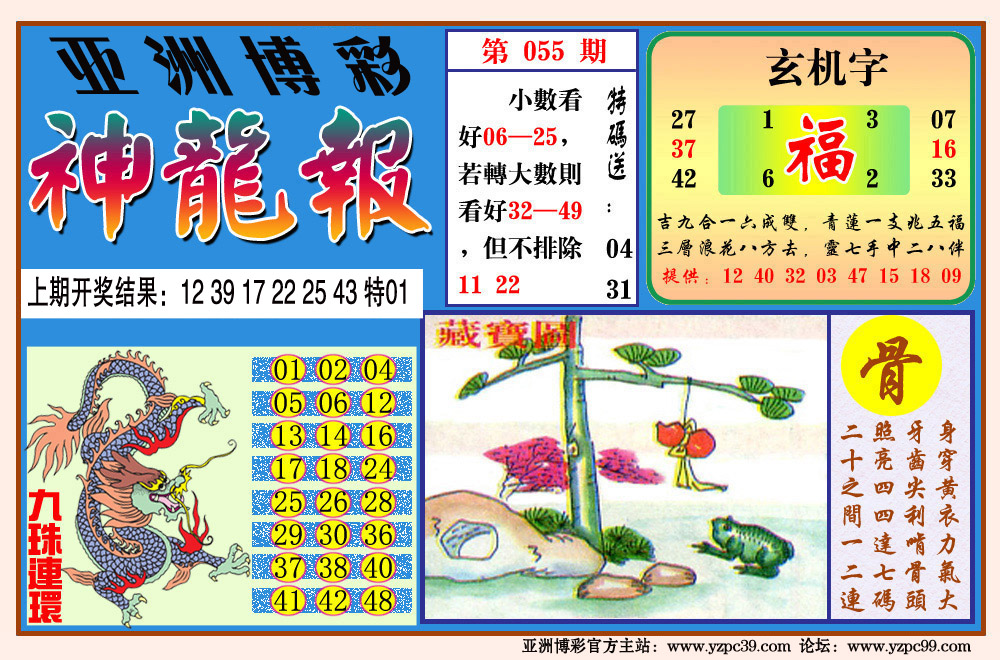 亚洲博彩
神龍報
上期开奖结果：12 39 17 22 25 43 特01
第 055 期
小數看
好06—25，
若轉大數則
看好32—49
，但不排除
11 22
特碼送：
04
31
玄机字
27 1 3 07
37 福 16
42 6 2 33
吉九合一六成雙，青蓮一支兆五福
三層浪花八方去，靈七手中二八伴
提供：12 40 32 03 47 15 18 09
九珠連環
01 02 04
05 06 12
13 14 16
17 18 24
25 26 28
29 30 36
37 38 40
41 42 48
藏寶圖
骨
身穿黃衣力氣大
牙齒尖利啃骨頭
照亮四四達七碼
二十之間一二連
亚洲博彩官方主站：www.yzpc39.com 论坛：www.yzpc99.com